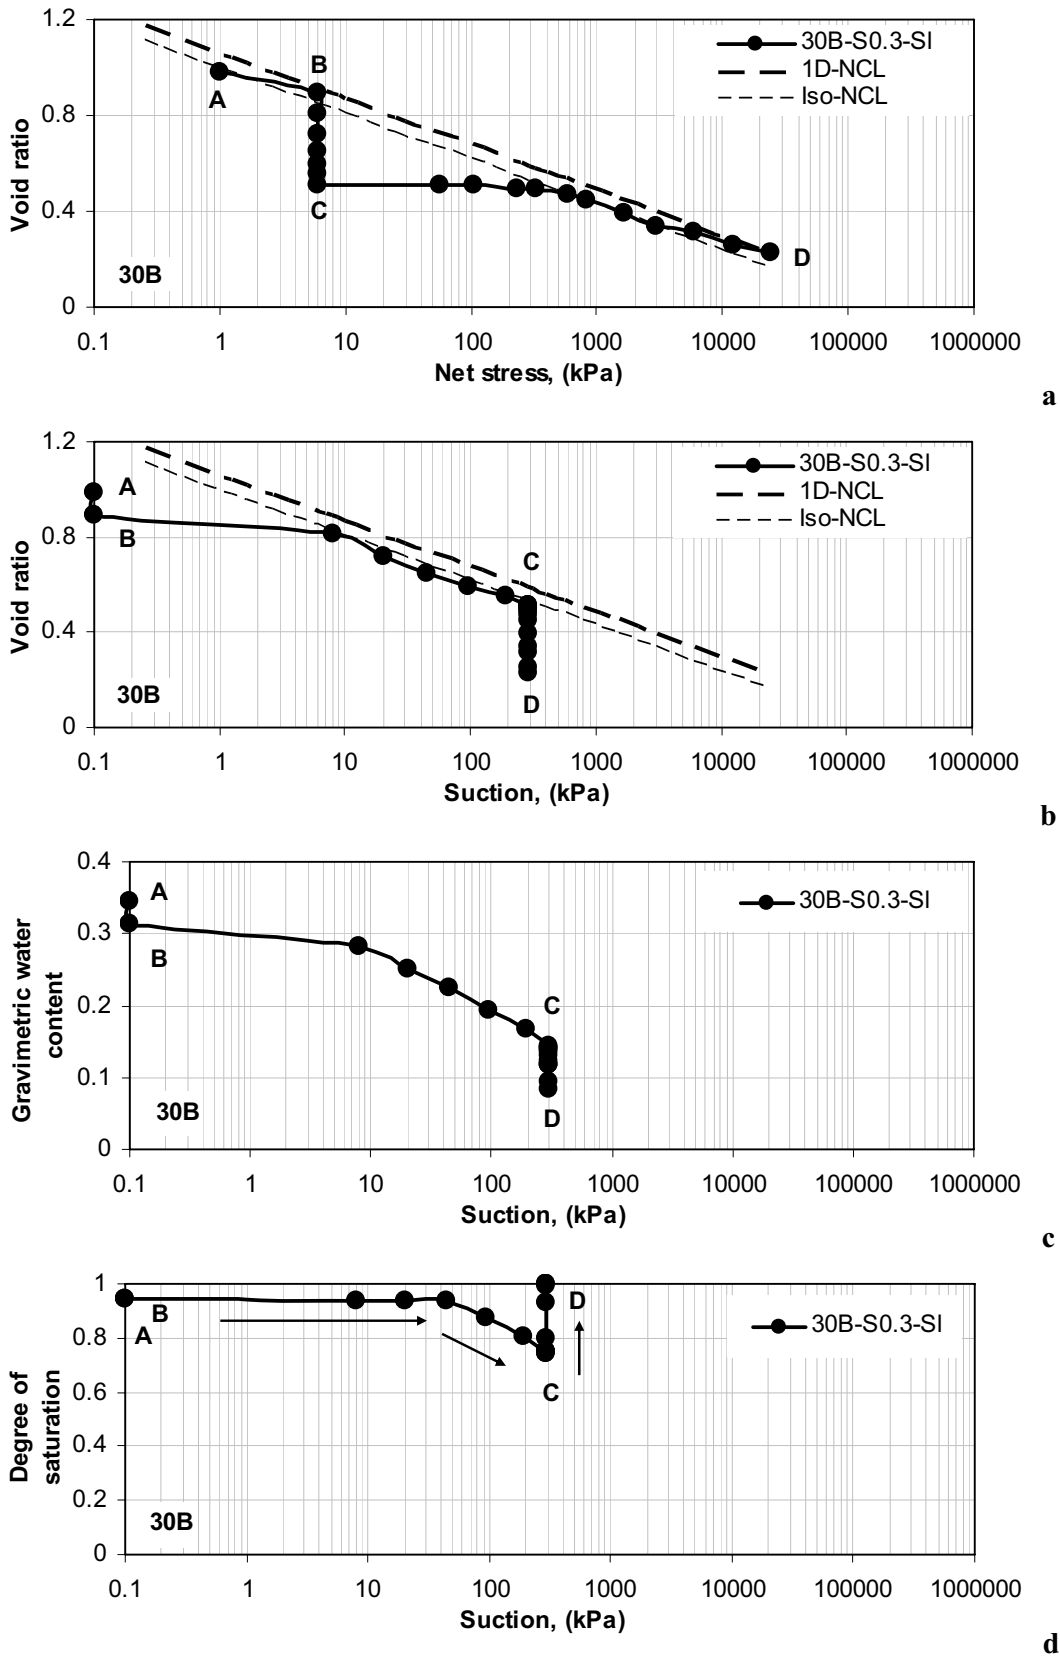 1.2
0.8
0.4
0
Void ratio
30B-S0.3-SI
1D-NCL
Iso-NCL
A
B
C
D
30B
0.1 1 10 100 1000 10000 100000 1000000
Net stress, (kPa)
a
1.2
0.8
0.4
0
Void ratio
30B-S0.3-SI
1D-NCL
Iso-NCL
A
B
C
D
30B
0.1 1 10 100 1000 10000 100000 1000000
Suction, (kPa)
b
0.4
0.3
0.2
0.1
0
Gravimetric water
content
30B-S0.3-SI
A
B
C
D
30B
0.1 1 10 100 1000 10000 100000 1000000
Suction, (kPa)
c
1
0.8
0.6
0.4
0.2
0
Degree of
saturation
30B-S0.3-SI
B
A
D
C
30B
0.1 1 10 100 1000 10000 100000 1000000
Suction, (kPa)
d